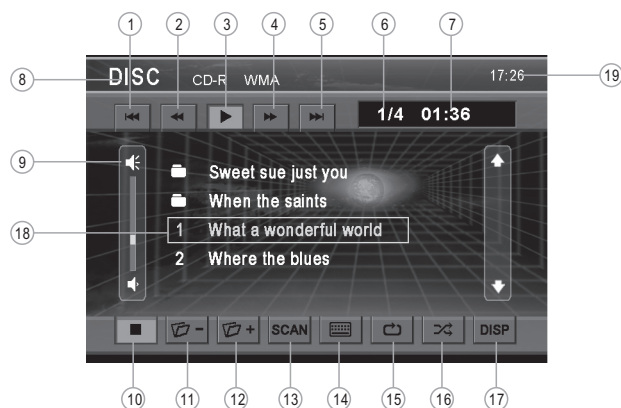 1 2 3 4 5 6 7
8 DISC CD-R WMA 17:26 19
1/4 01:36
9
Sweet sue just you
When the saints
18 1 What a wonderful world
2 Where the blues
SCAN DISP
10 11 12 13 14 15 16 17